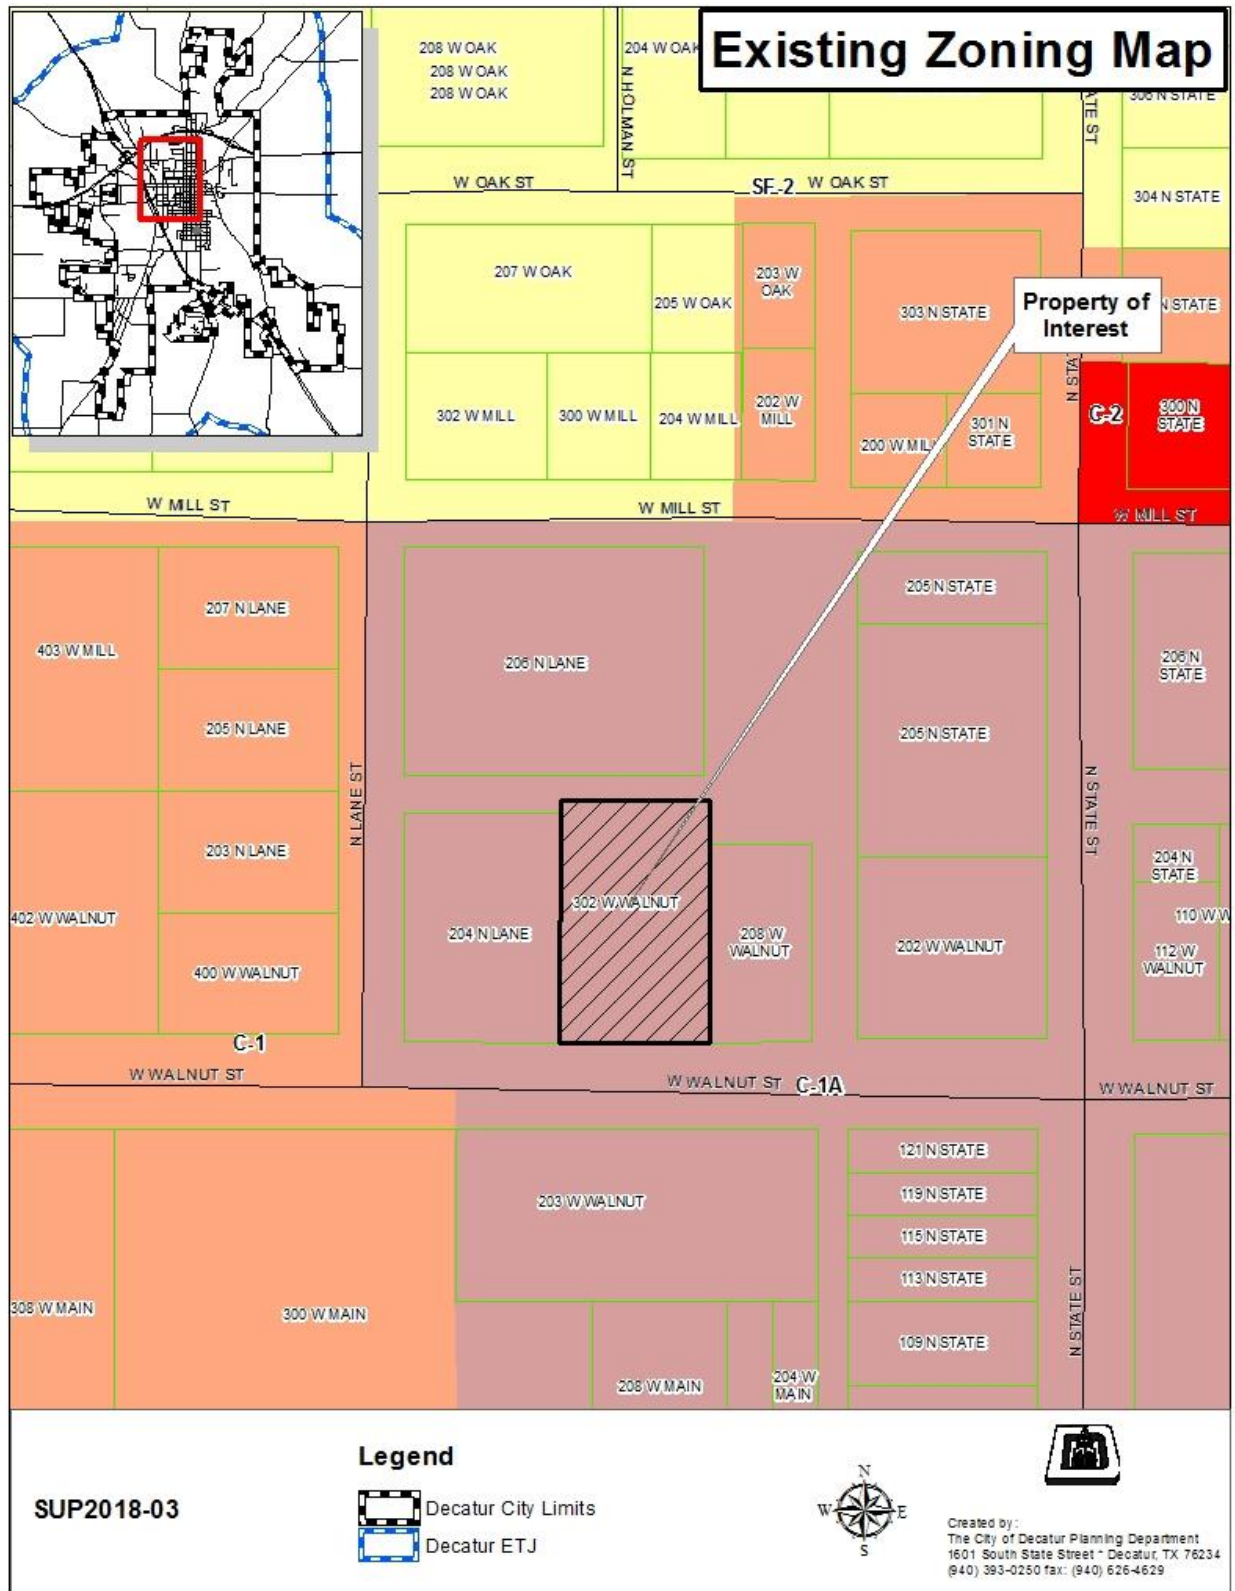 Existing Zoning Map
208 W OAK
208 W OAK
208 W OAK
204 W OAK
N HOLMAN ST
ATE ST
306 N STATE
W OAK ST
SF-2
W OAK ST
304 N STATE
207 W OAK
205 W OAK
203 W
OAK
303 N STATE
Property of
Interest
N STATE
302 W MILL
300 W MILL
204 W MILL
202 W
MILL
200 W MILL
301 N
STATE
N STA
C-2
300 N
STATE
W MILL ST
W MILL ST
W MILL ST
403 W MILL
207 N LANE
206 N LANE
205 N STATE
206 N
STATE
205 N LANE
205 N STATE
N LANE ST
N STATE ST
203 N LANE
204 N
STATE
402 W WALNUT
302 W WALNUT
110 W W
204 N LANE
208 W
WALNUT
202 W WALNUT
112 W
WALNUT
400 W WALNUT
C-1
W WALNUT ST
W WALNUT ST
C-1A
W WALNUT ST
121 N STATE
203 W WALNUT
119 N STATE
115 N STATE
113 N STATE
308 W MAIN
300 W MAIN
N STATE ST
109 N STATE
208 W MAIN
204 W
MAIN
Legend
SUP2018-03
Decatur City Limits
Decatur ETJ
N
W
E
S
Created by:
The City of Decatur Planning Department
1601 South State Street * Decatur, TX 76234
(940) 393-0250 fax: (940) 626-4629